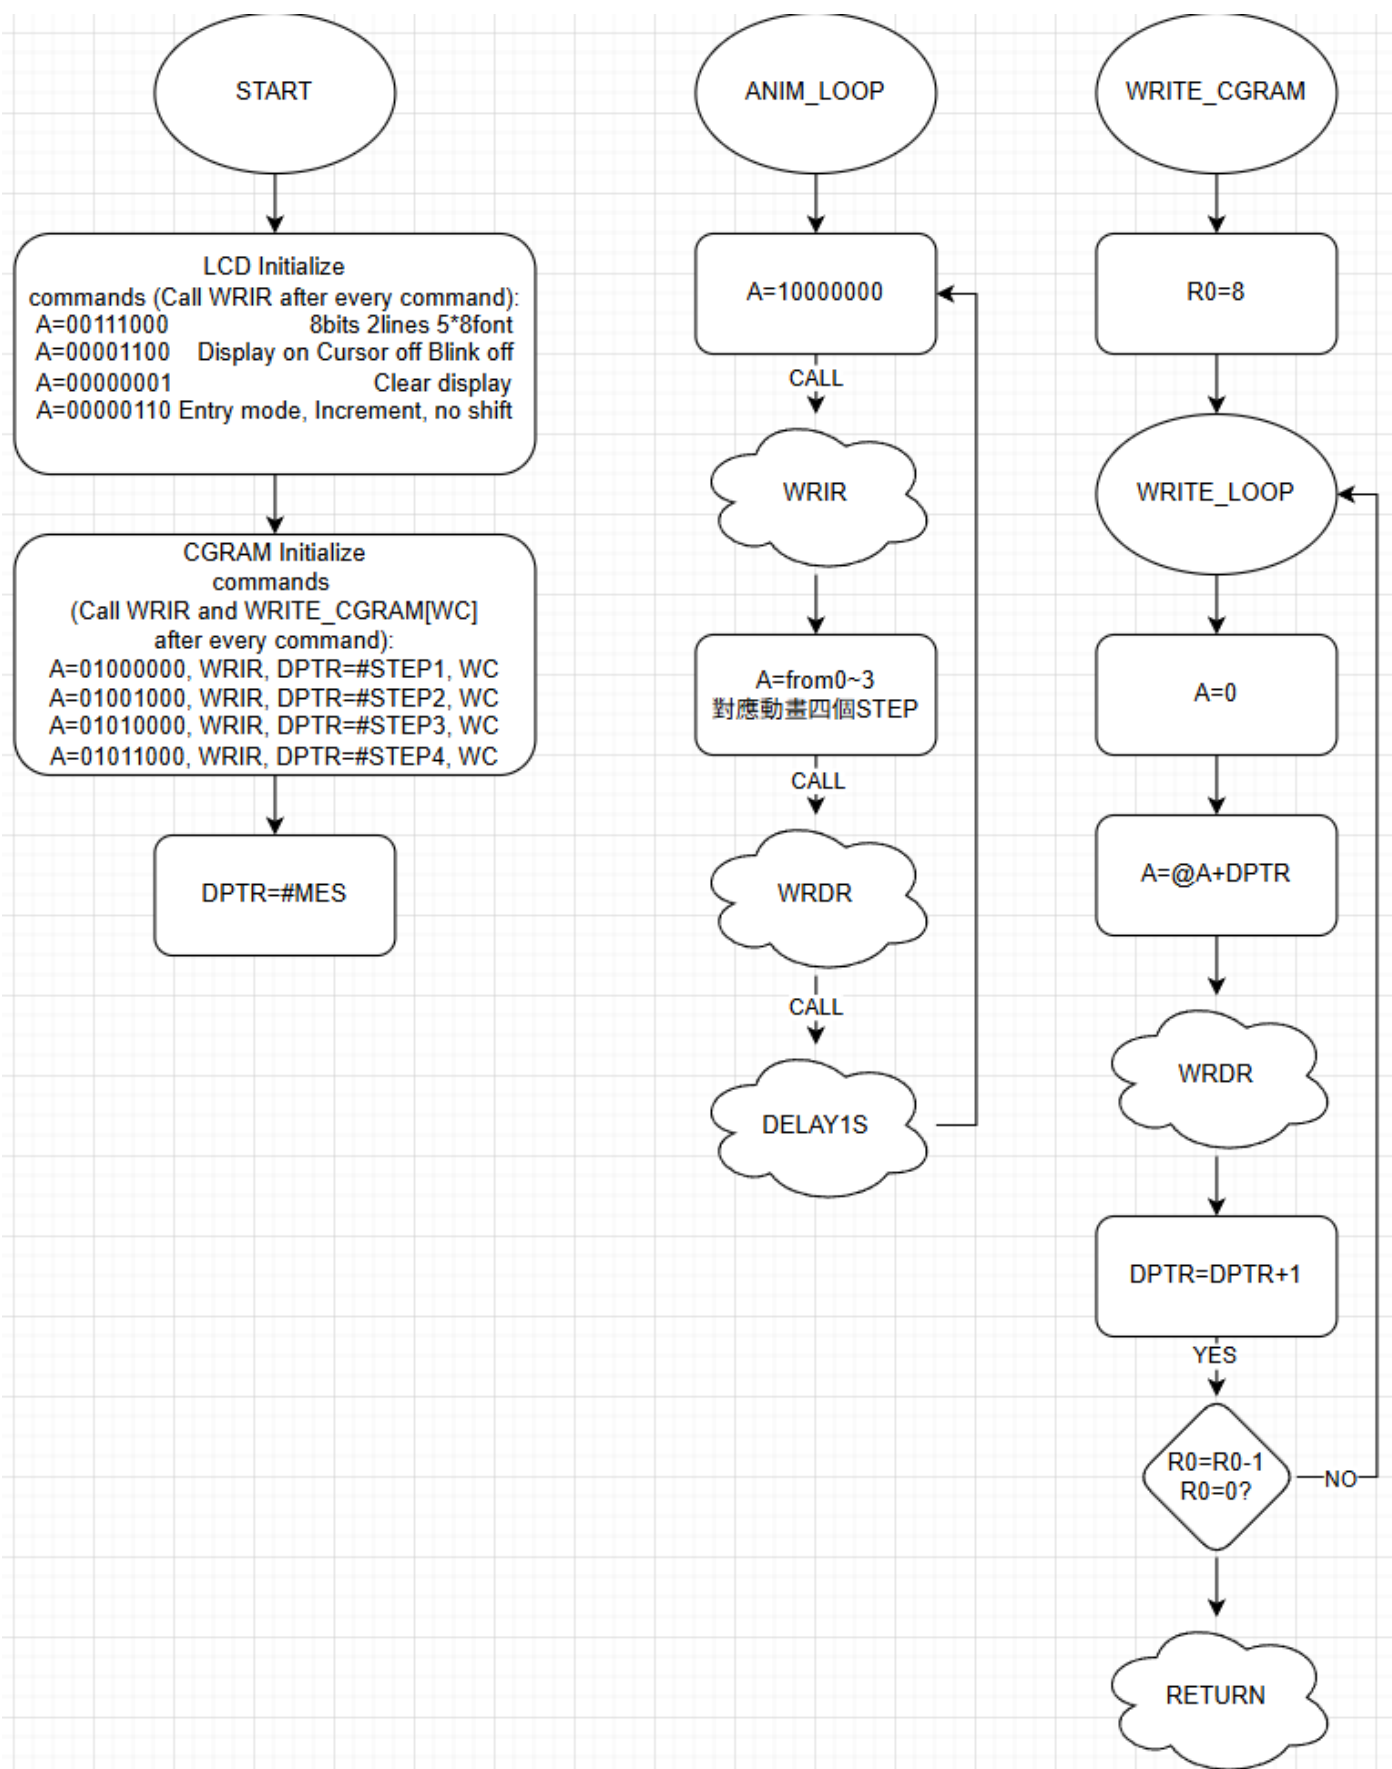 START
LCD Initialize
commands (Call WRIR after every command):
A=00111000 8bits 2lines 5*8font
A=00001100 Display on Cursor off Blink off
A=00000001 Clear display
A=00000110 Entry mode, Increment, no shift
CGRAM Initialize
commands
(Call WRIR and WRITE_CGRAM[WC]
after every command):
A=01000000, WRIR, DPTR=#STEP1, WC
A=01001000, WRIR, DPTR=#STEP2, WC
A=01010000, WRIR, DPTR=#STEP3, WC
A=01011000, WRIR, DPTR=#STEP4, WC
DPTR=#MES
ANIM_LOOP
A=10000000
CALL
WRIR
A=from0~3
對應動畫四個STEP
CALL
WRDR
CALL
DELAY1S
WRITE_CGRAM
R0=8
WRITE_LOOP
A=0
A=@A+DPTR
WRDR
DPTR=DPTR+1
YES
R0=R0-1
R0=0?
NO
RETURN